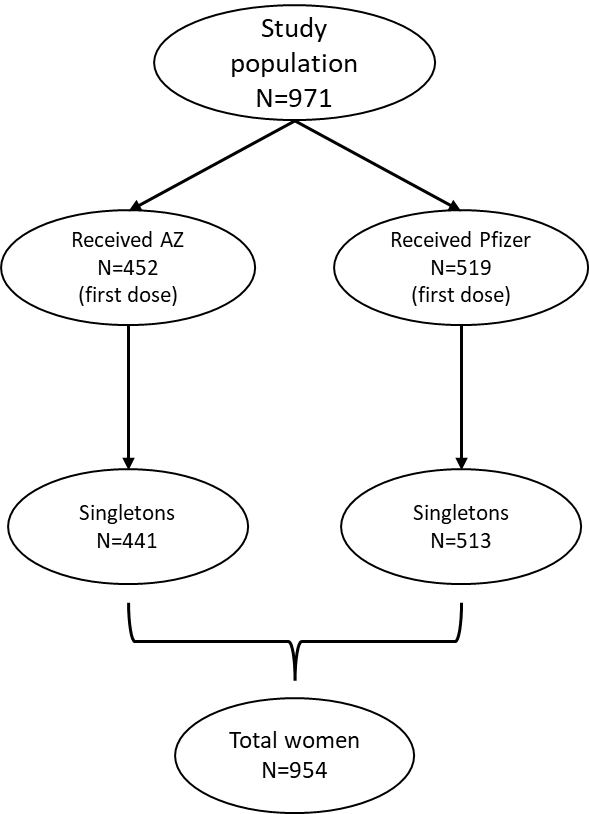 Study
population
N=971
Received AZ
N=452
(first dose)
Received Pfizer
N=519
(first dose)
Singletons
N=441
Singletons
N=513
Total women
N=954